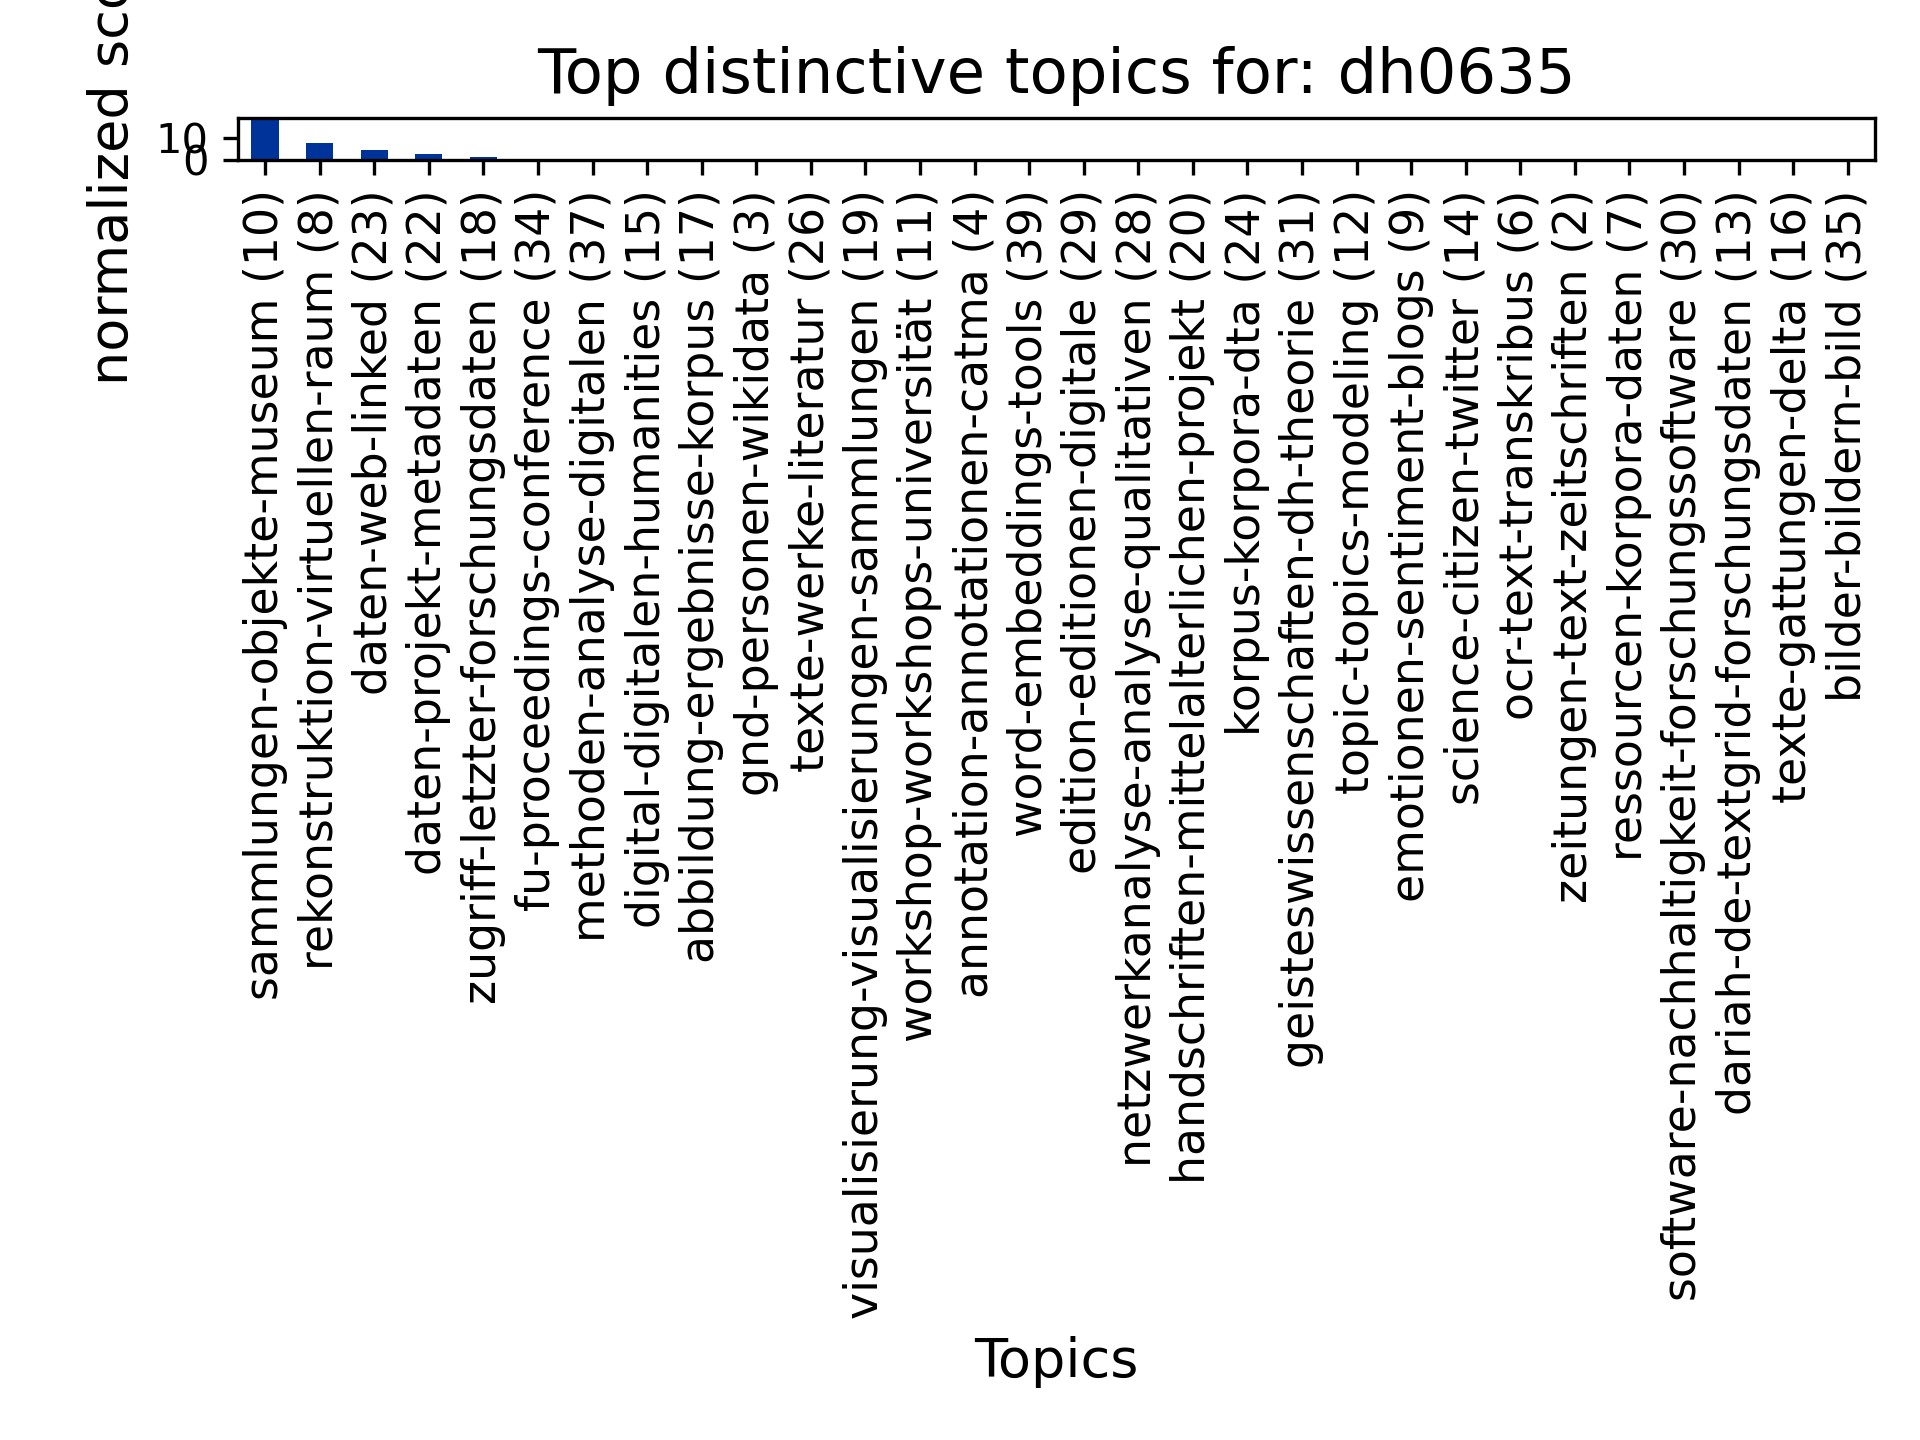 Top distinctive topics for: dh0635
normalized
10
0
sammlungen-objekte-museum (10)
rekonstruktion-virtuellen-raum (8)
daten-web-linked (23)
daten-projekt-metadaten (22)
zugriff-letzter-forschungsdaten (18)
fu-proceedings-conference (34)
methoden-analyse-digitalen (37)
digital-digitalen-humanities (15)
abbildung-ergebnisse-korpus (17)
gnd-personen-wikidata (3)
texte-werke-literatur (26)
visualisierung-visualisierungen-sammlungen (19)
workshop-workshops-universität (11)
annotation-annotationen-catma (4)
word-embeddings-tools (39)
edition-editionen-digitale (29)
netzwerkanalyse-analyse-qualitativen (28)
handschriften-mittelalterlichen-projekt (20)
korpus-korpora-dta (24)
geisteswissenschaften-dh-theorie (31)
topic-topics-modeling (12)
emotionen-sentiment-blogs (9)
science-citizen-twitter (14)
ocr-text-transkribus (6)
zeitungen-text-zeitschriften (2)
ressourcen-korpora-daten (7)
software-nachhaltigkeit-forschungssoftware (30)
dariah-de-textgrid-forschungsdaten (13)
texte-gattungen-delta (16)
bilder-bildern-bild (35)
Topics